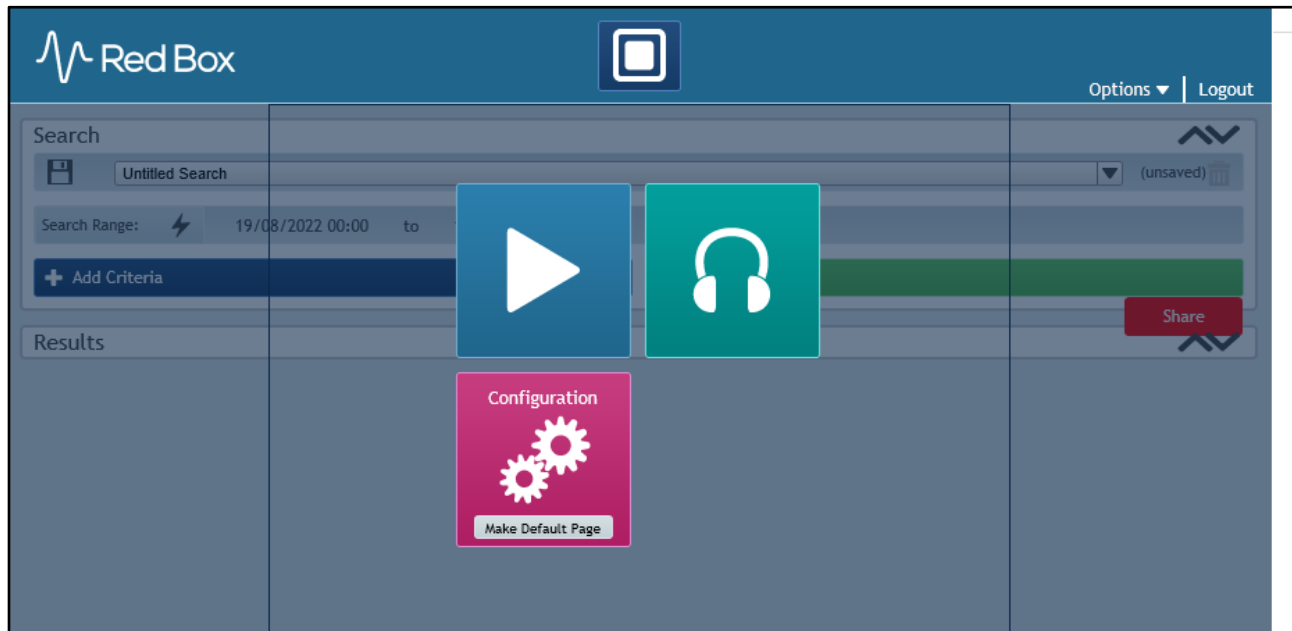 Red Box
Options
Logout
Search
Untitled Search
(unsaved)
Search Range:
19/08/2022 00:00
to
Add Criteria
Share
Results
Configuration
Make Default Page